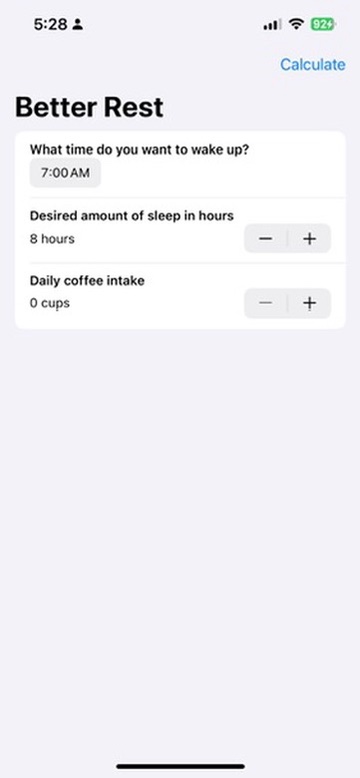 5:28
92
Calculate
Better Rest
What time do you want to wake up?
7:00 AM
Desired amount of sleep in hours
8 hours
Daily coffee intake
0 cups